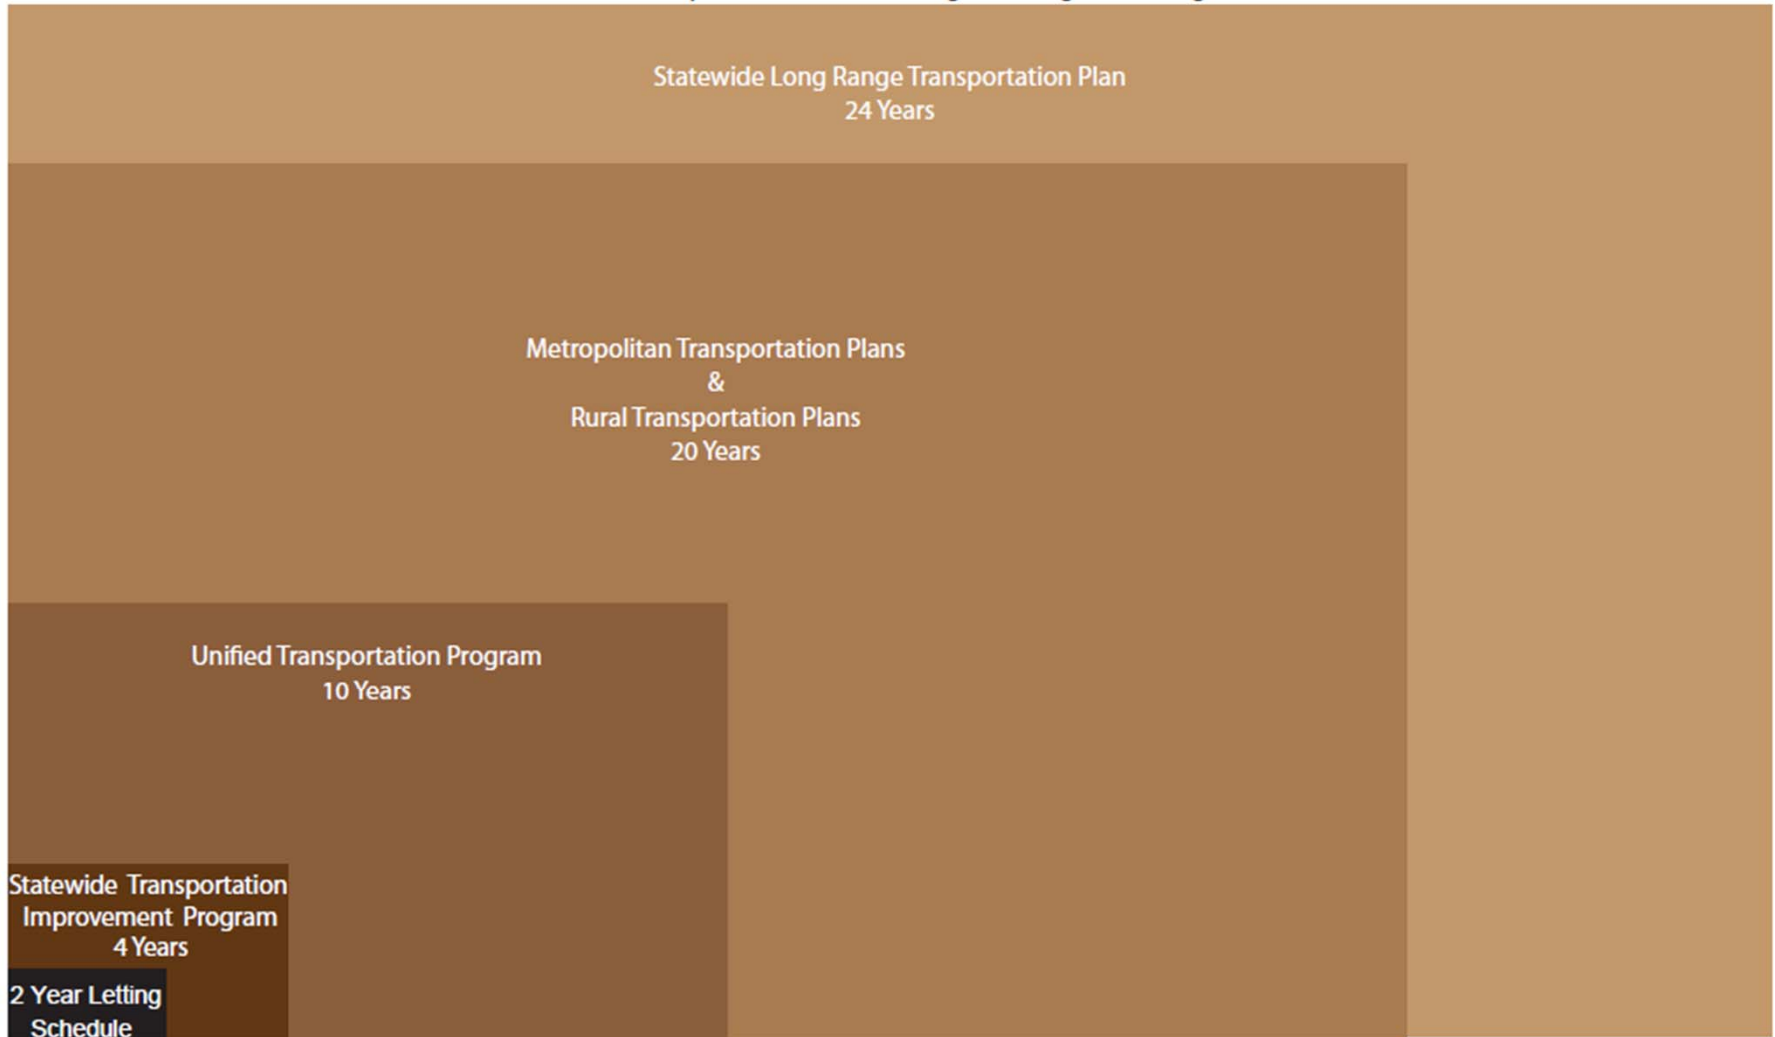 Statewide Long Range Transportation Plan
24 Years
Metropolitan Transportation Plans
&
Rural Transportation Plans
20 Years
Unified Transportation Program
10 Years
Statewide Transportation
Improvement Program
4 Years
2 Year Letting
Schedule